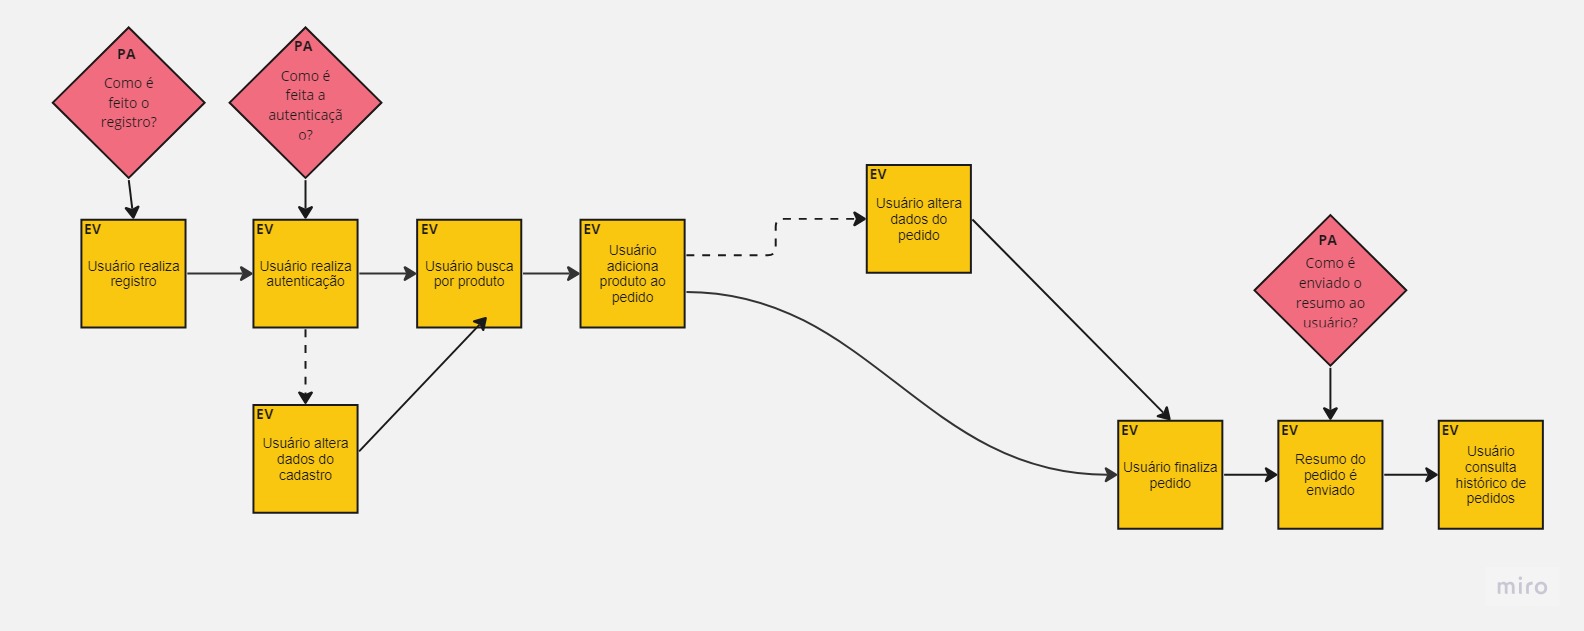 PA
Como é
feito o
registro?
PA
Como é
feita a
autenticaçã
o?
EV
Usuário realiza
registro
EV
Usuário realiza
autenticação
EV
Usuário busca
por produto
EV
Usuário
adiciona
produto ao
pedido
EV
Usuário altera
dados do
pedido
EV
Usuário altera
dados do
cadastro
PA
Como é
enviado o
resumo ao
usuário?
EV
Usuário finaliza
pedido
EV
Resumo do
pedido é
enviado
EV
Usuário
consulta
histórico de
pedidos
miro